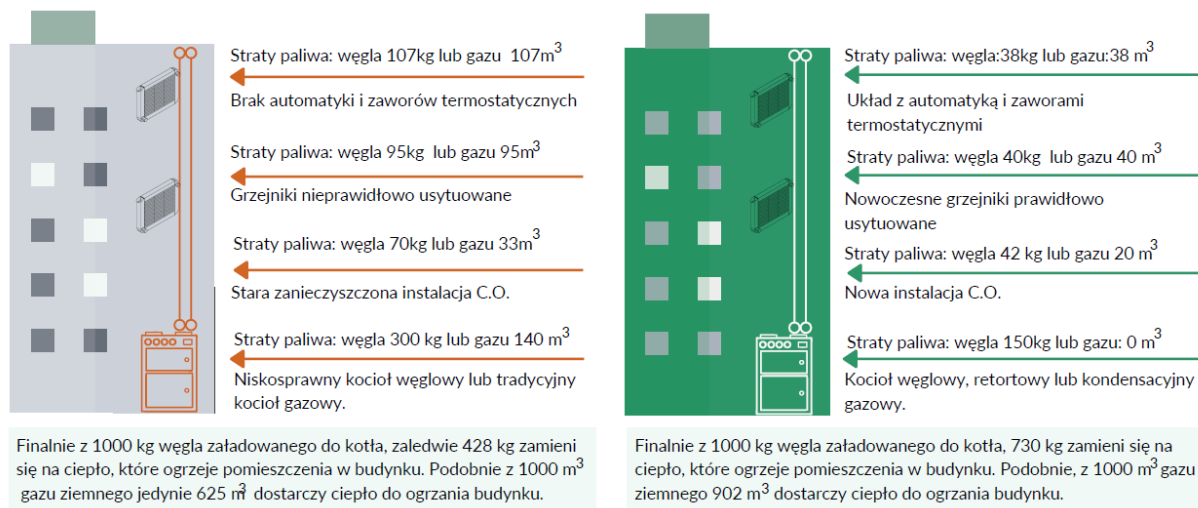 Straty paliwa: węgla 107kg lub gazu 107m³
Brak automatyki i zaworów termostatycznych
Straty paliwa: węgla 95kg lub gazu 95m³
Grzejniki nieprawidłowo usytuowane
Straty paliwa: węgla 70kg lub gazu 33m³
Stara zanieczyszczona instalacja C.O.
Straty paliwa: węgla 300 kg lub gazu 140 m³
Niskosprawny kocioł węglowy lub tradycyjny
kocioł gazowy.
Finalnie z 1000 kg węgla załadowanego do kotła, zaledwie 428 kg zamieni
się na ciepło, które ogrzeje pomieszczenia w budynku. Podobnie z 1000 m³
gazu ziemnego jedynie 625 m³ dostarczy ciepło do ogrzania budynku.
Straty paliwa: węgla:38kg lub gazu:38 m³
Układ z automatyką i zaworami
termostatycznymi
Straty paliwa: węgla 40kg lub gazu 40 m³
Nowoczesne grzejniki prawidłowo
usytuowane
Straty paliwa: węgla 42 kg lub gazu 20 m³
Nowa instalacja C.O.
Straty paliwa: węgla 150kg lub gazu: 0 m³
Kocioł węglowy, retortowy lub kondensacyjny
gazowy.
Finalnie z 1000 kg węgla załadowanego do kotła, 730 kg zamieni się na
ciepło, które ogrzeje pomieszczenia w budynku. Podobnie, z 1000 m³ gazu
ziemnego 902 m³ dostarczy ciepło do ogrzania budynku.